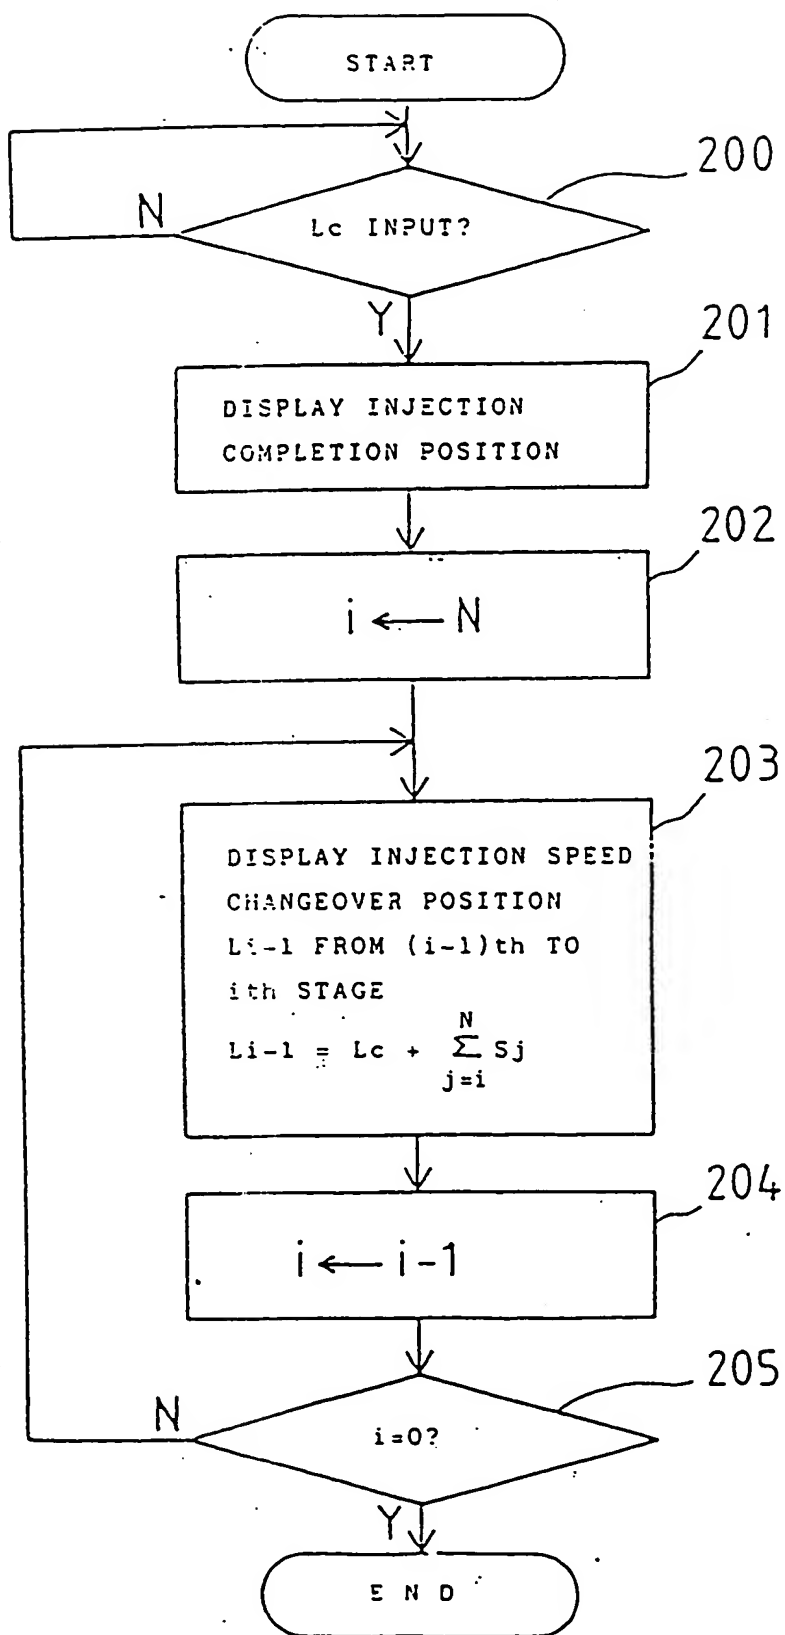 START
200
N
Lc INPUT?
Y
201
DISPLAY INJECTION
COMPLETION POSITION
202
i ← N
203
DISPLAY INJECTION SPEED
CHANGEOVER POSITION
Li-1 FROM (i-1)th TO
ith STAGE
N
Li-1 = Lc + Σ Sj
j=i
204
i ← i-1
205
N
i=0?
Y
END